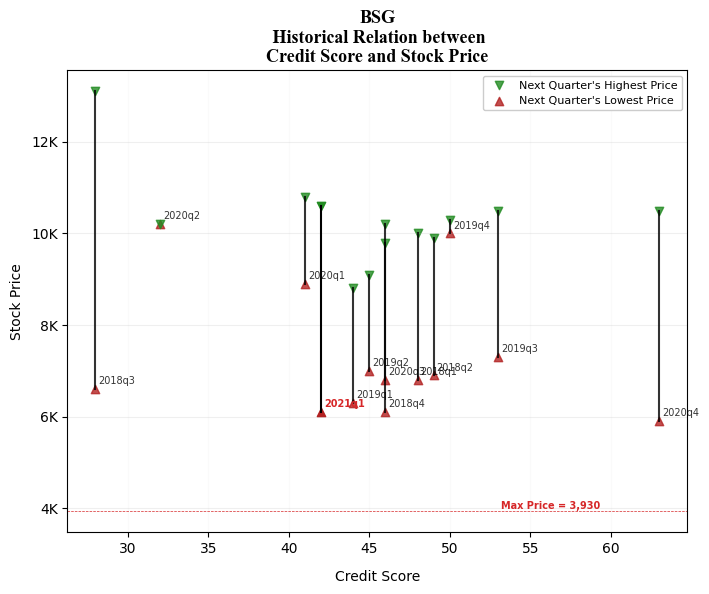 BSG
Historical Relation between
Credit Score and Stock Price
Next Quarter's Highest Price
Next Quarter's Lowest Price
12K
10K
8K
6K
4K
Stock Price
2020q2
2019q4
2020q1
2019q3
2019q2
2018q2
2020q3
2018q1
2018q3
2019q1
2021q1
2018q4
2020q4
Max Price = 3,930
30
35
40
45
50
55
60
Credit Score